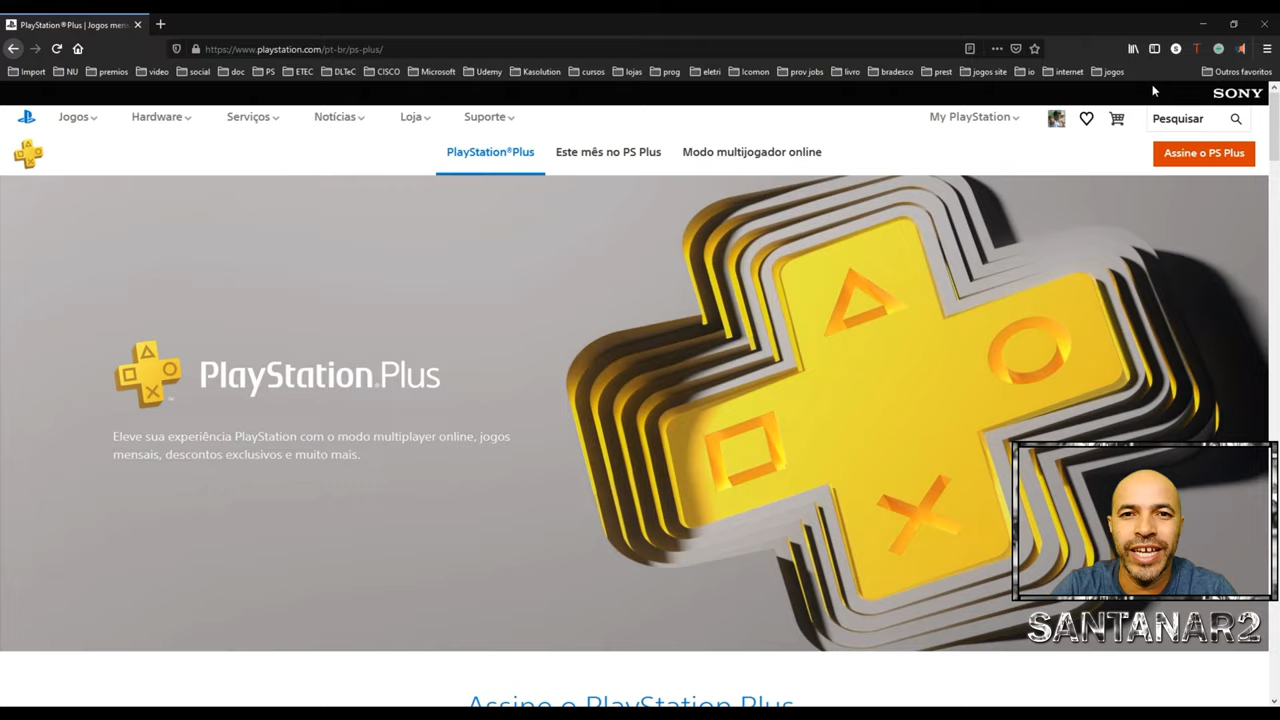 PlayStation®Plus | Jogos mens
https://www.playstation.com/pt-br/ps-plus/
Import NU premios video social doc PS ETEC DLTeC CISCO Microsoft Udemy Kasolution cursos lojas prog eletri Icomon prov jobs livro bradesco prest jogos site io internet jogos Outros favoritos
SONY
Jogos Hardware Serviços Notícias Loja Suporte My PlayStation Pesquisar
PlayStation®Plus Este mês no PS Plus Modo multijogador online Assine o PS Plus
PlayStation.Plus
Eleve sua experiência PlayStation com o modo multiplayer online, jogos
mensais, descontos exclusivos e muito mais.
SANTANAR2
Assine o PlayStation Plus